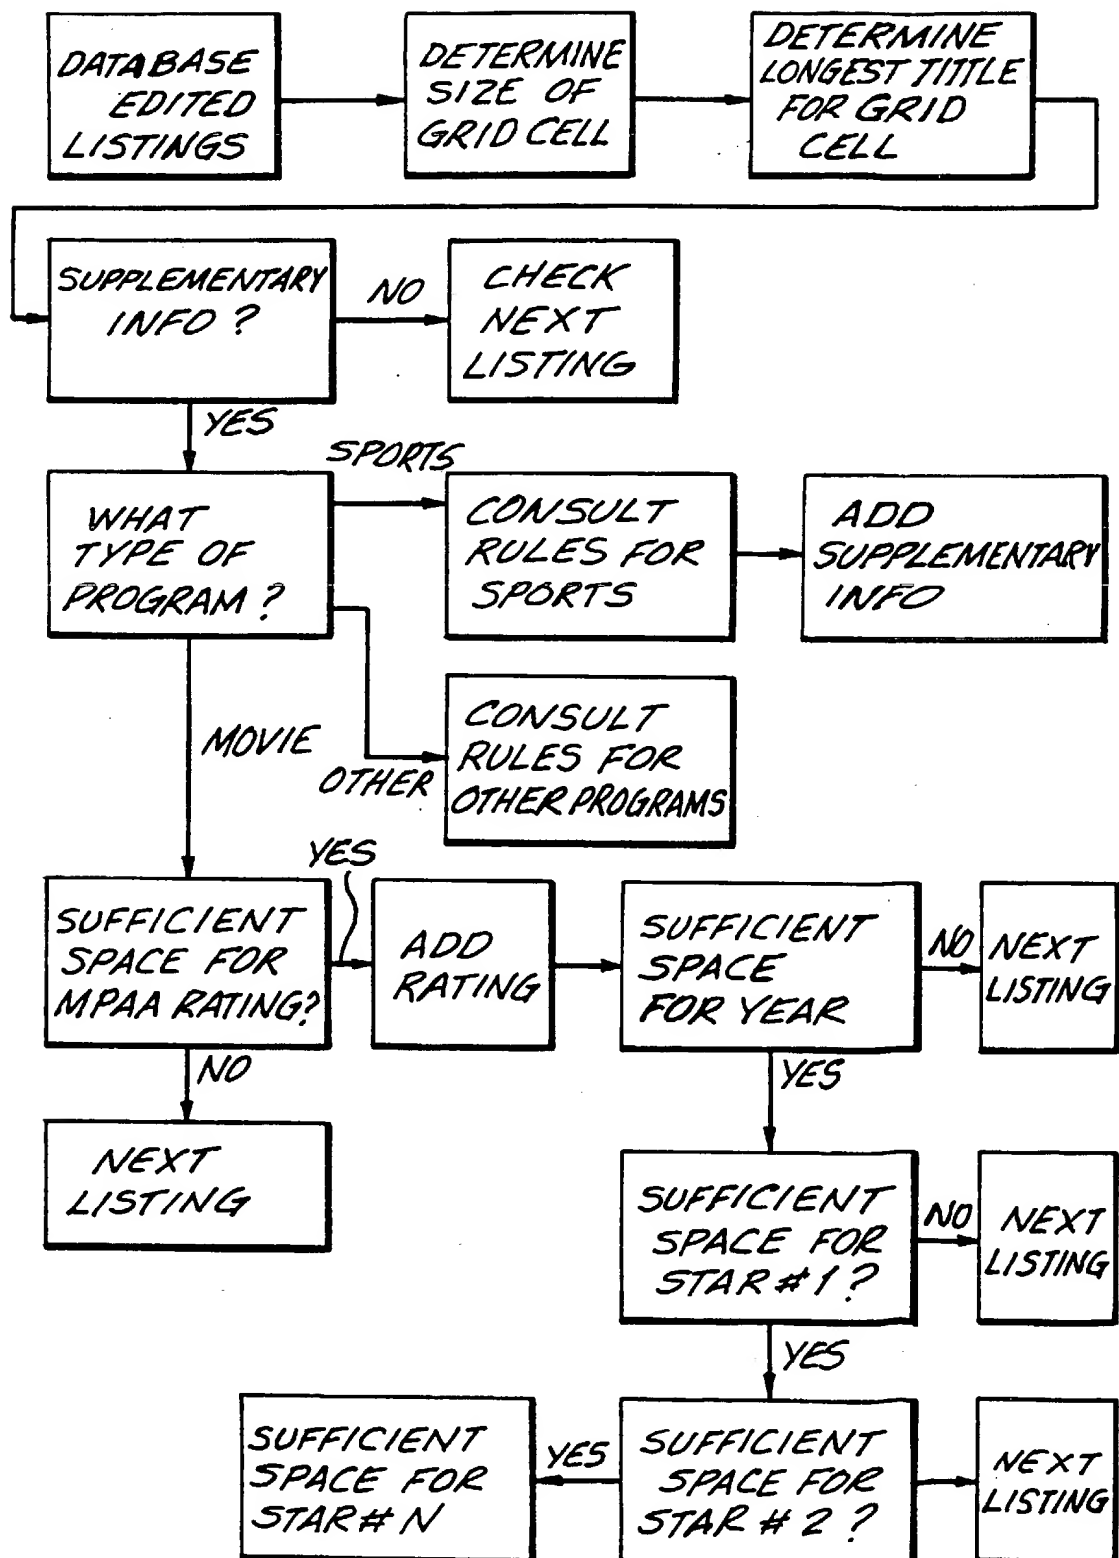 DATABASE
EDITED
LISTINGS
DETERMINE
SIZE OF
GRID CELL
DETERMINE
LONGEST TITTLE
FOR GRID
CELL
SUPPLEMENTARY
INFO?
NO
CHECK
NEXT
LISTING
YES
WHAT
TYPE OF
PROGRAM?
SPORTS
CONSULT
RULES FOR
SPORTS
ADD
SUPPLEMENTARY
INFO
OTHER
CONSULT
RULES FOR
OTHER PROGRAMS
MOVIE
SUFFICIENT
SPACE FOR
MPAA RATING?
YES
ADD
RATING
SUFFICIENT
SPACE
FOR YEAR
NO
NEXT
LISTING
NO
NEXT
LISTING
YES
SUFFICIENT
SPACE FOR
STAR #1?
NO
NEXT
LISTING
YES
SUFFICIENT
SPACE FOR
STAR #2?
NEXT
LISTING
YES
SUFFICIENT
SPACE FOR
STAR # N